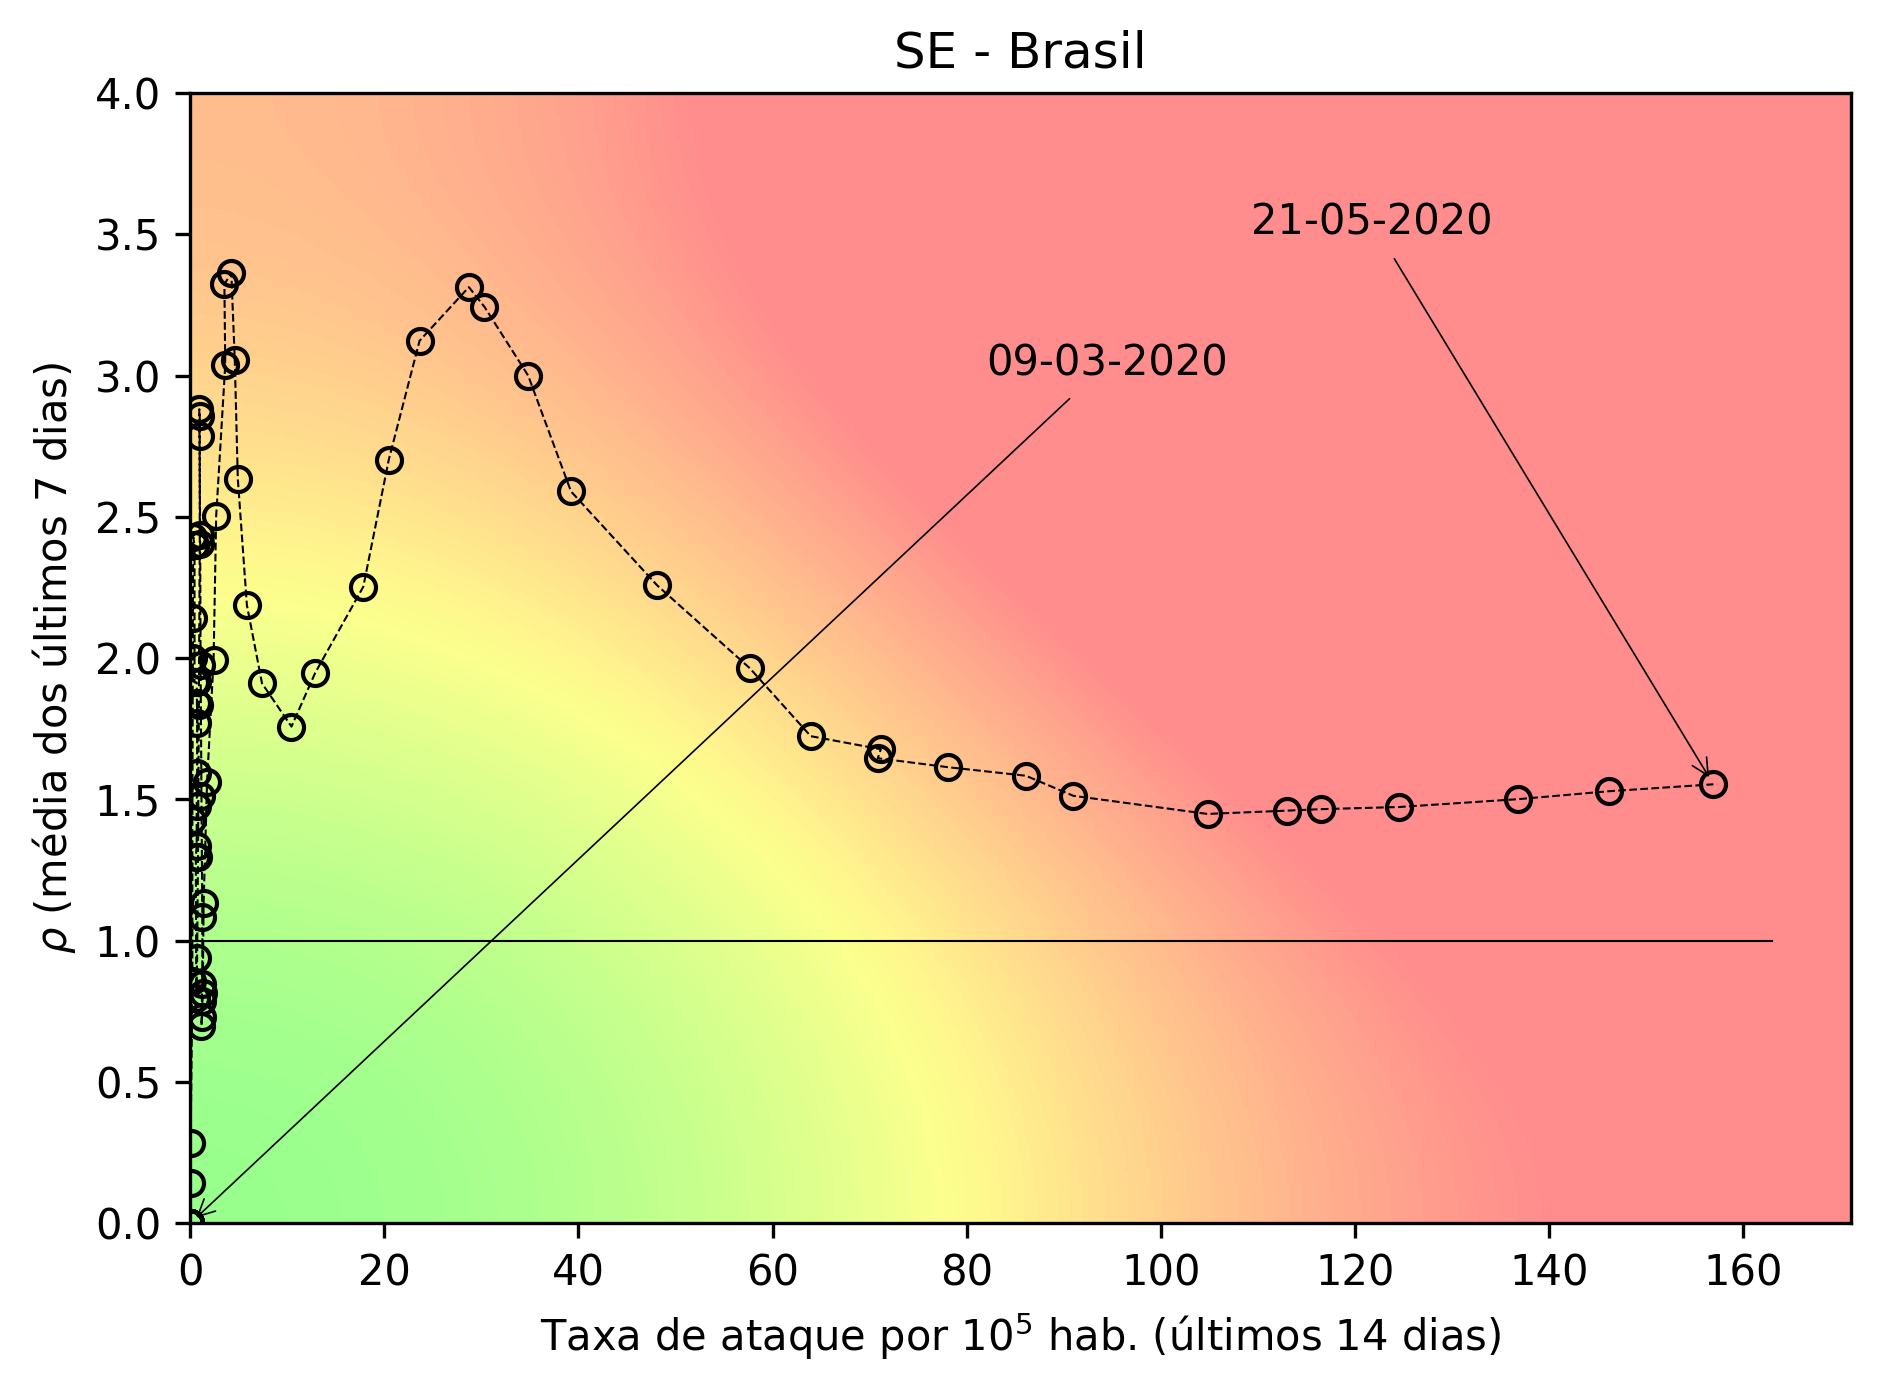 SE - Brasil
4.0
3.5
3.0
2.5
2.0
1.5
1.0
0.5
0.0
ρ (média dos últimos 7 dias)
21-05-2020
09-03-2020
0 20 40 60 80 100 120 140 160
Taxa de ataque por 10⁵ hab. (últimos 14 dias)